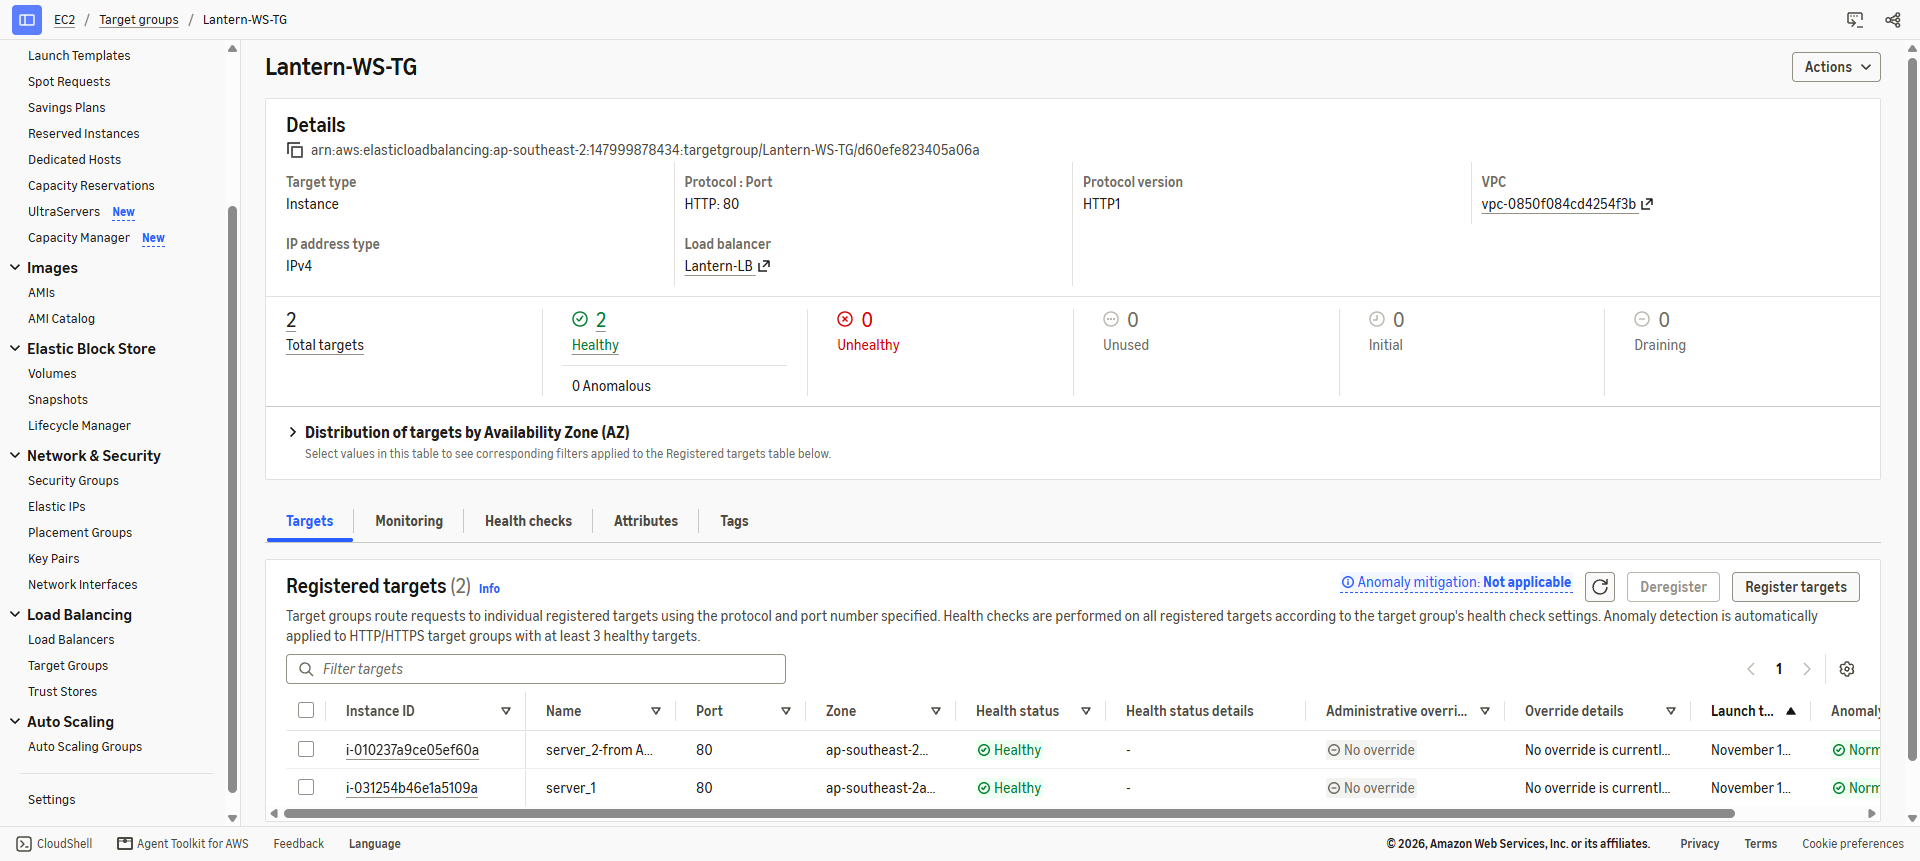 EC2 / Target groups / Lantern-WS-TG
Launch Templates
Spot Requests
Savings Plans
Reserved Instances
Dedicated Hosts
Capacity Reservations
UltraServers New
Capacity Manager New
Images
AMIs
AMI Catalog
Elastic Block Store
Volumes
Snapshots
Lifecycle Manager
Network & Security
Security Groups
Elastic IPs
Placement Groups
Key Pairs
Network Interfaces
Load Balancing
Load Balancers
Target Groups
Trust Stores
Auto Scaling
Auto Scaling Groups
Settings
Lantern-WS-TG
Actions
Details
arn:aws:elasticloadbalancing:ap-southeast-2:147999878434:targetgroup/Lantern-WS-TG/d60efe823405a06a
Target type
Instance
Protocol : Port
HTTP: 80
Protocol version
HTTP1
VPC
vpc-0850f084cd4254f3b
IP address type
IPv4
Load balancer
Lantern-LB
2
Total targets
2
Healthy
0 Anomalous
0
Unhealthy
0
Unused
0
Initial
0
Draining
Distribution of targets by Availability Zone (AZ)
Select values in this table to see corresponding filters applied to the Registered targets table below.
Targets Monitoring Health checks Attributes Tags
Registered targets (2) Info
Anomaly mitigation: Not applicable
Deregister
Register targets
Target groups route requests to individual registered targets using the protocol and port number specified. Health checks are performed on all registered targets according to the target group's health check settings. Anomaly detection is automatically
applied to HTTP/HTTPS target groups with at least 3 healthy targets.
Filter targets
1
Instance ID Name Port Zone Health status Health status details Administrative overri... Override details Launch t... Anomaly
i-010237a9ce05ef60a server_2-from A... 80 ap-southeast-2... Healthy - No override No override is currentl... November 1... Norm
i-031254b46e1a5109a server_1 80 ap-southeast-2a... Healthy - No override No override is currentl... November 1... Norm
CloudShell Agent Toolkit for AWS Feedback Language © 2026, Amazon Web Services, Inc. or its affiliates. Privacy Terms Cookie preferences